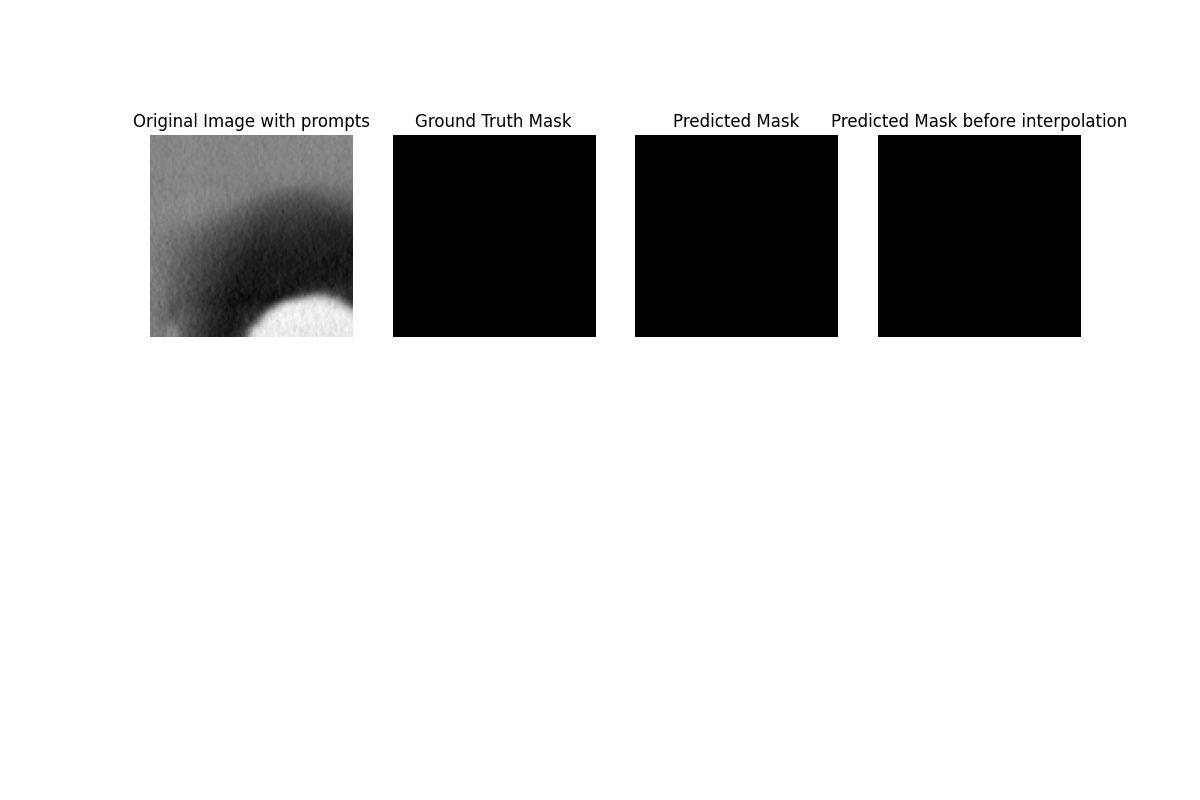 Original Image with prompts
Ground Truth Mask
Predicted Mask
Predicted Mask before interpolation